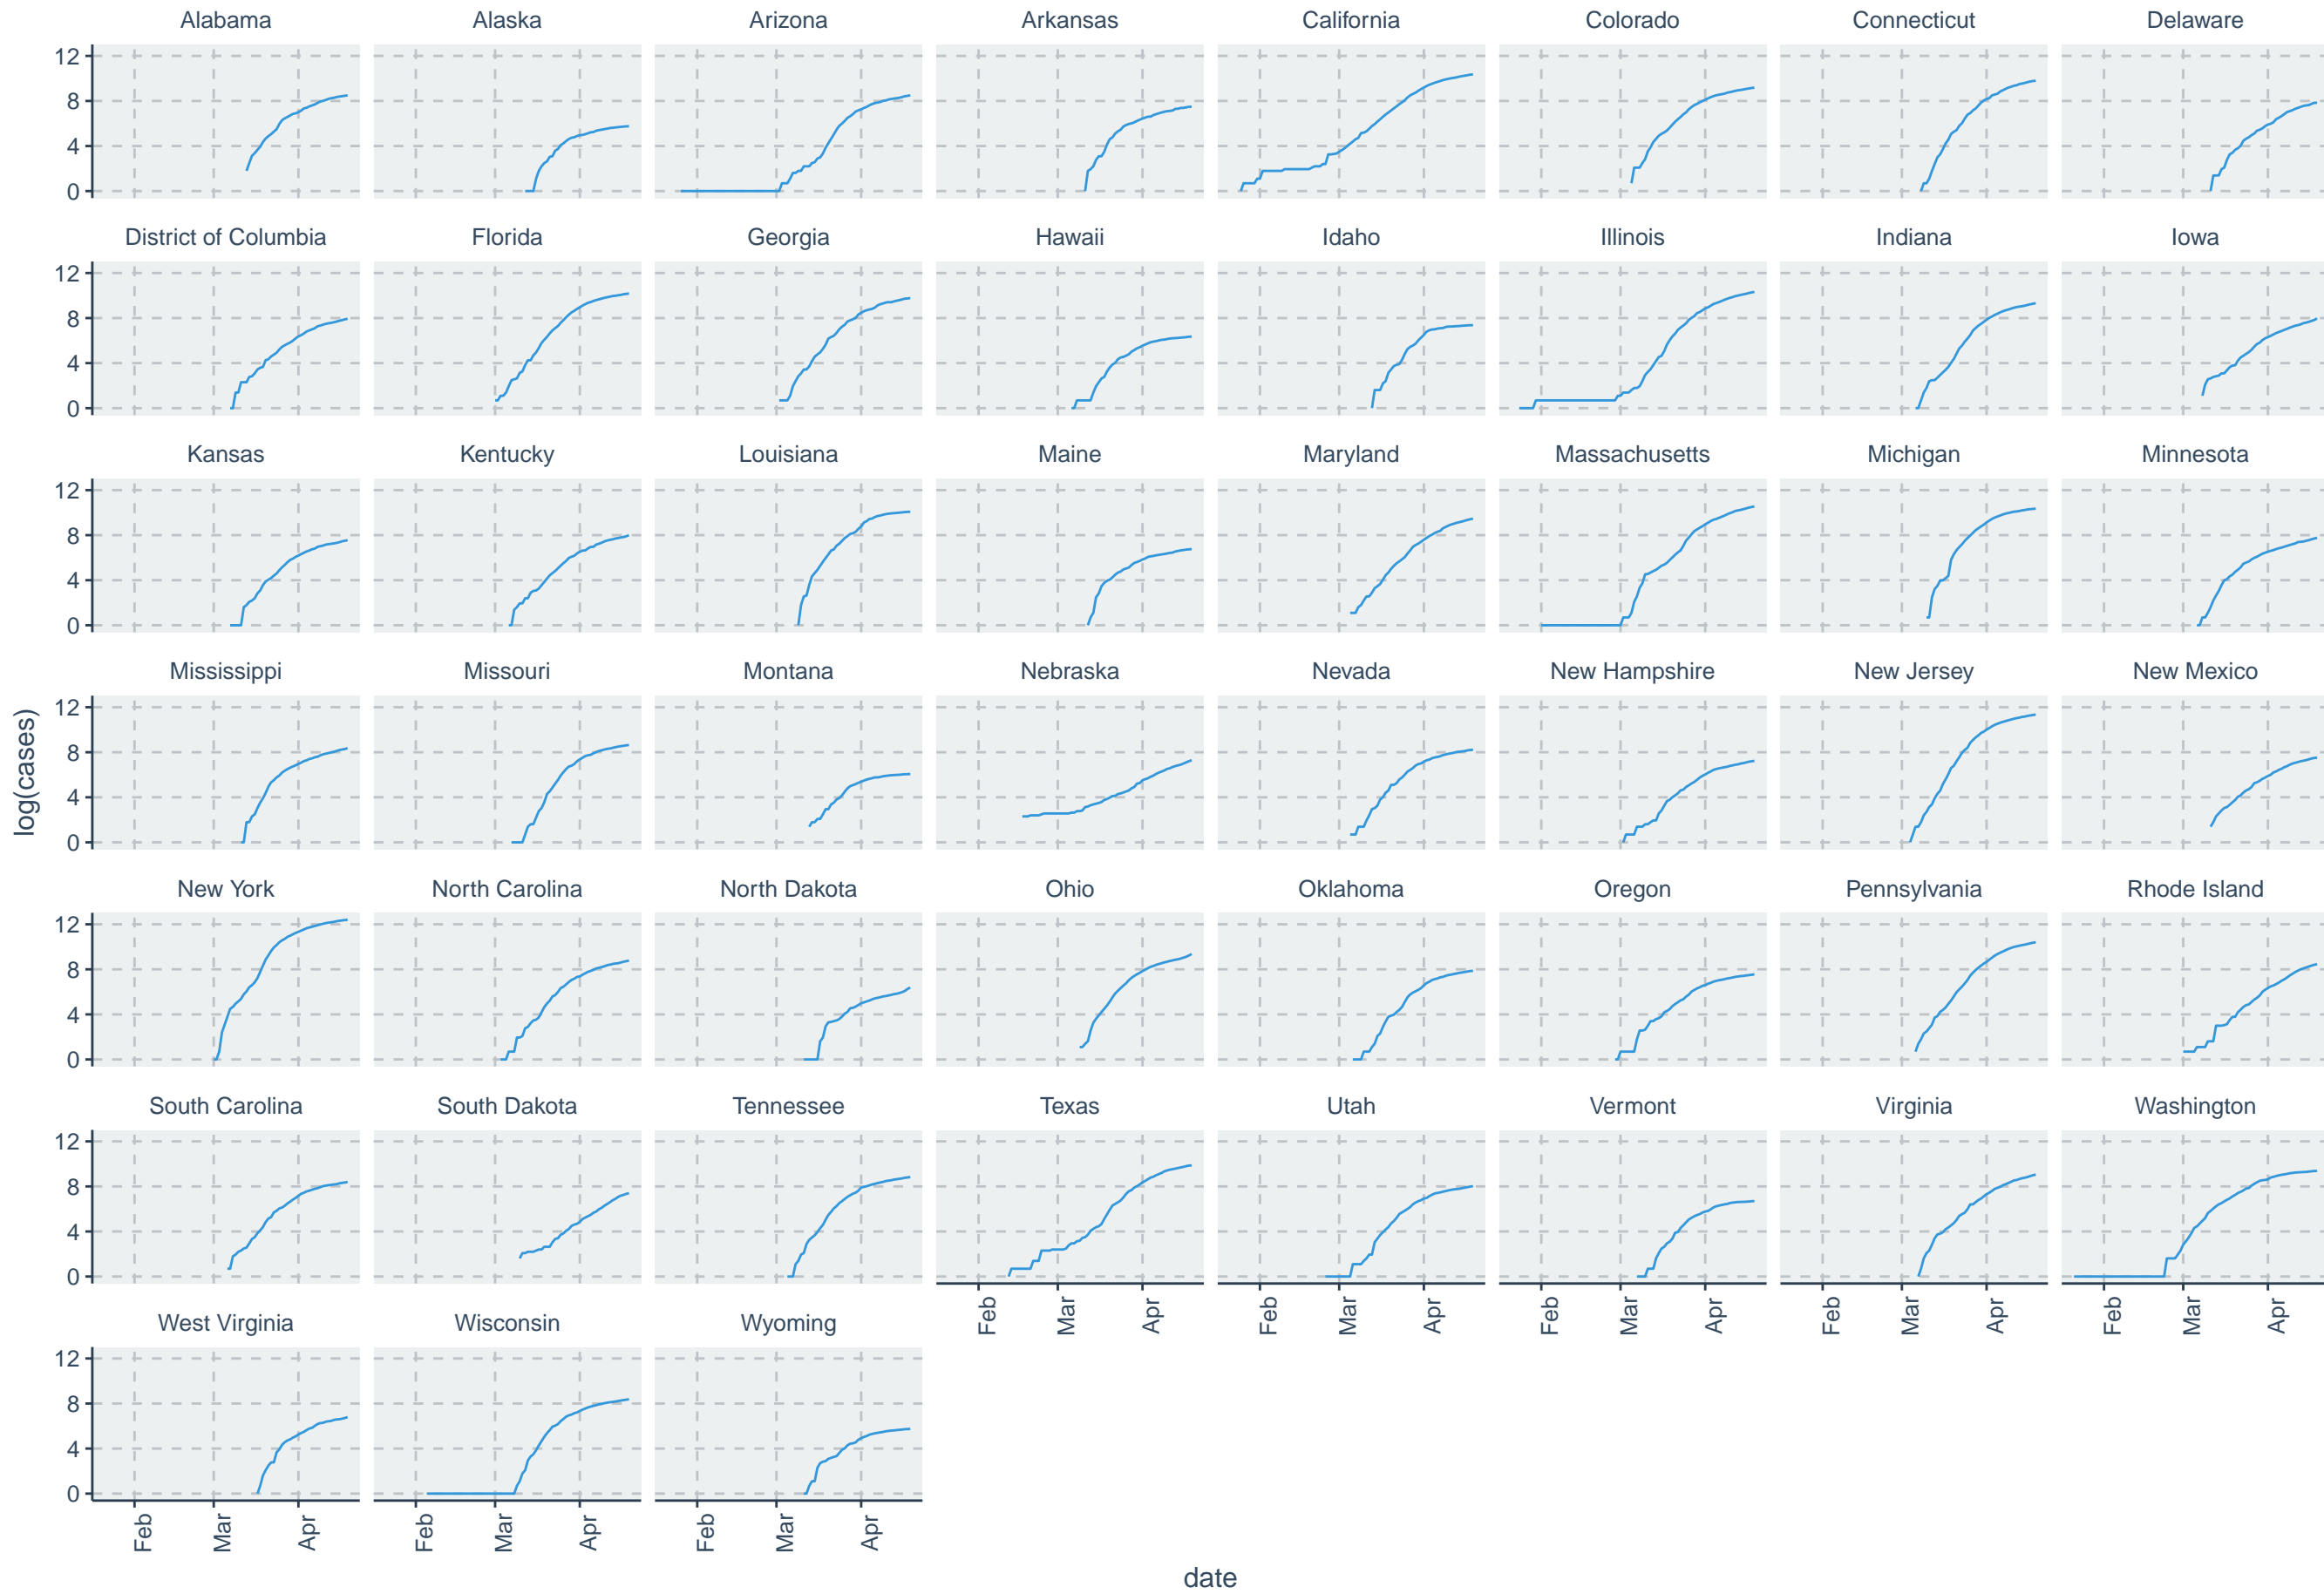 Alabama Alaska Arizona Arkansas California Colorado Connecticut Delaware
12
8
4
0
District of Columbia Florida Georgia Hawaii Idaho Illinois Indiana Iowa
12
8
4
0
Kansas Kentucky Louisiana Maine Maryland Massachusetts Michigan Minnesota
12
8
4
0
Mississippi Missouri Montana Nebraska Nevada New Hampshire New Jersey New Mexico
12
8
4
0
log(cases)
New York North Carolina North Dakota Ohio Oklahoma Oregon Pennsylvania Rhode Island
12
8
4
0
South Carolina South Dakota Tennessee Texas Utah Vermont Virginia Washington
12
8
4
0
Feb Mar Apr Feb Mar Apr Feb Mar Apr Feb Mar Apr Feb Mar Apr
West Virginia Wisconsin Wyoming
12
8
4
0
Feb Mar Apr Feb Mar Apr Feb Mar Apr
date